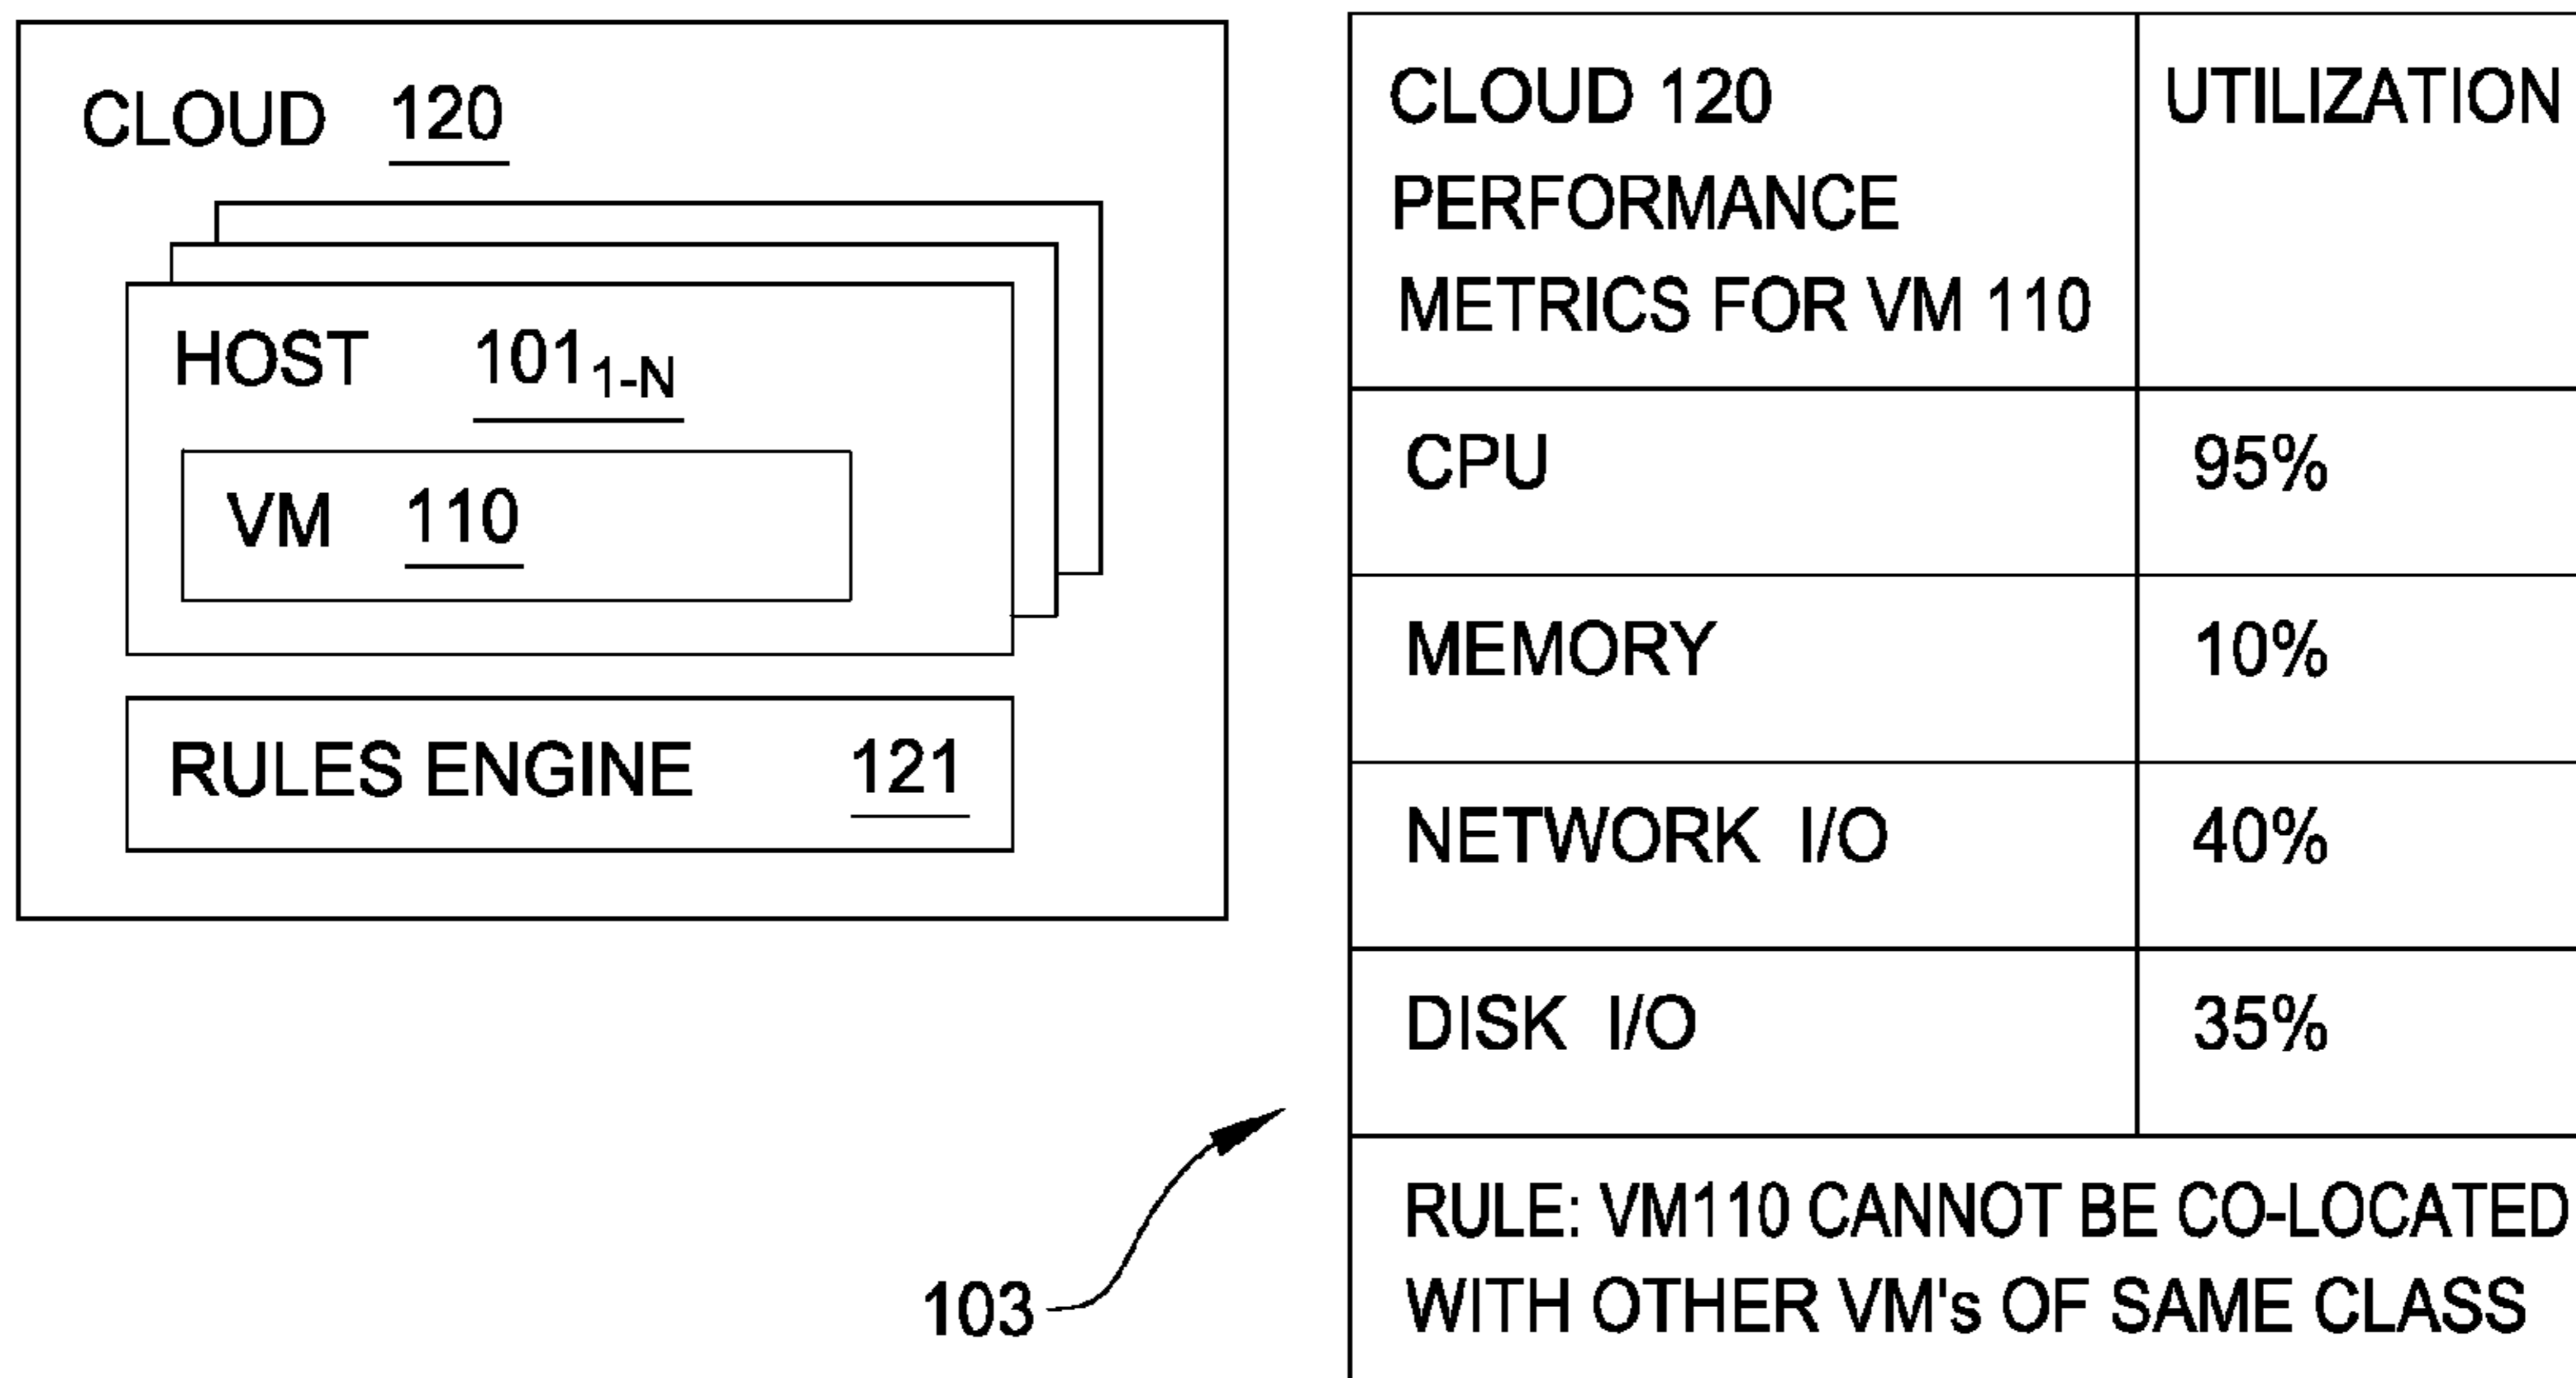 CLOUD 120
HOST 101₁₋N
VM 110
RULES ENGINE 121
CLOUD 120 PERFORMANCE METRICS FOR VM 110 UTILIZATION
CPU 95%
MEMORY 10%
NETWORK I/O 40%
DISK I/O 35%
RULE: VM110 CANNOT BE CO-LOCATED
WITH OTHER VM's OF SAME CLASS
103